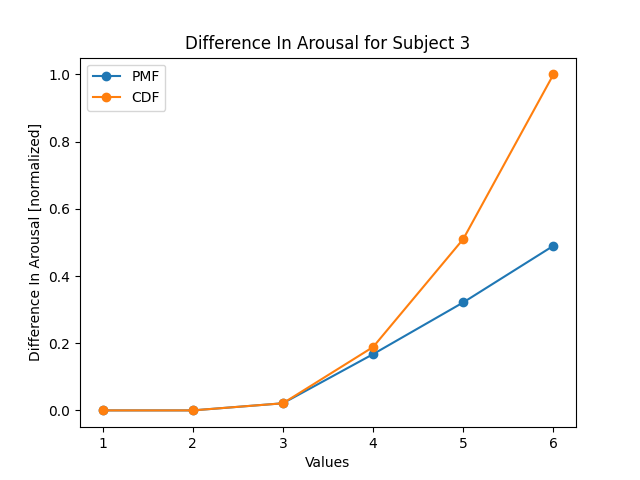 Difference In Arousal for Subject 3
PMF
CDF
Difference In Arousal [normalized]
1.0
0.8
0.6
0.4
0.2
0.0
1 2 3 4 5 6
Values